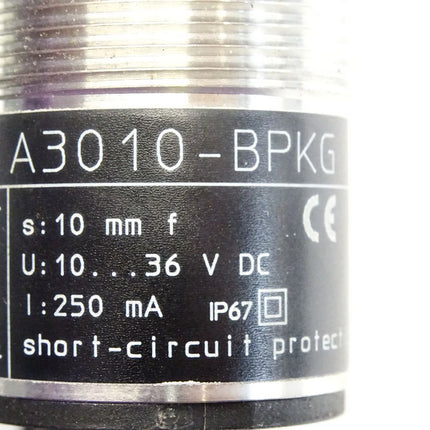 A3010-BPKG
s:10 mm f
U:10...36 V DC
I:250 mA IP67
short-circuit protect
CE